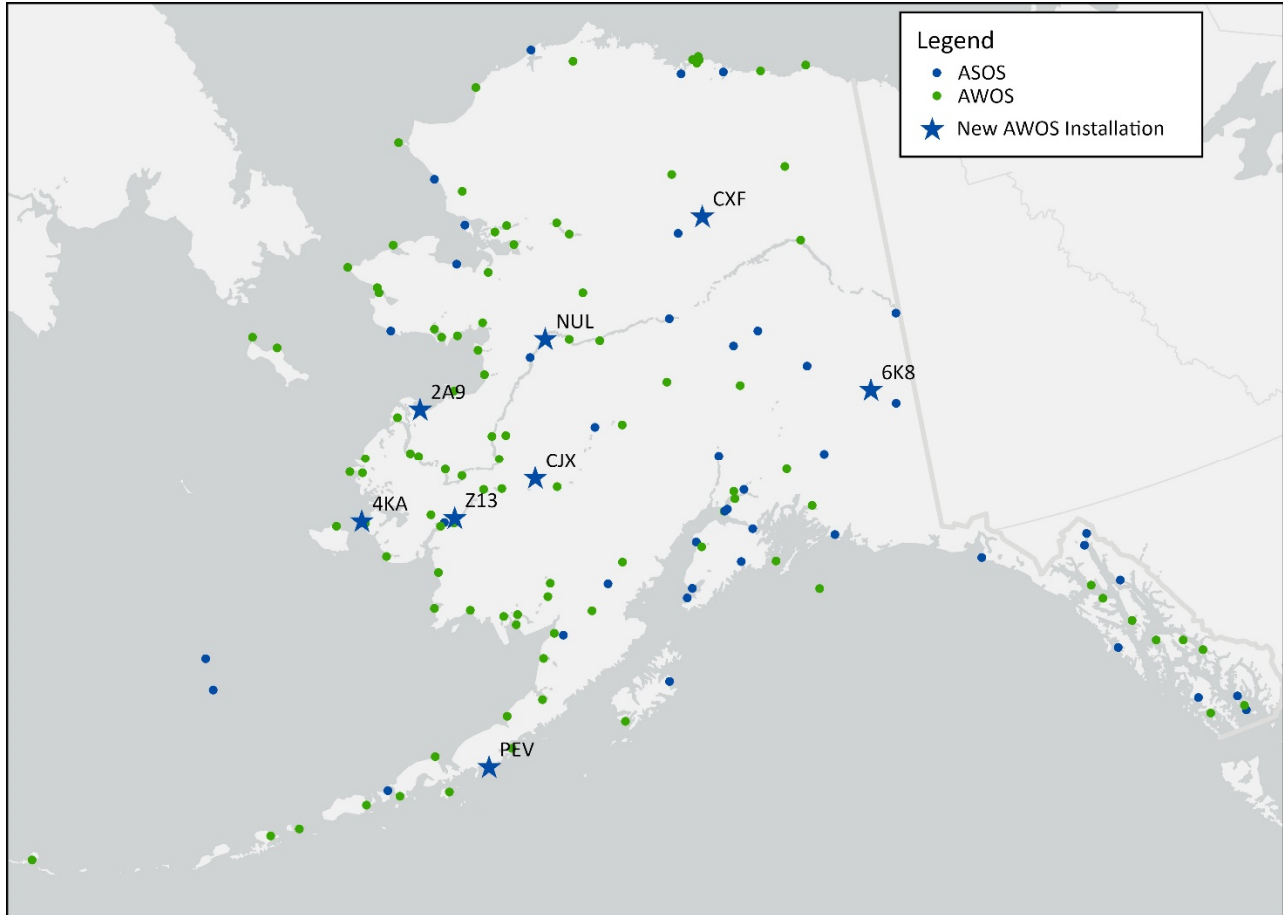 Legend
ASOS
AWOS
New AWOS Installation
CXF
NUL
6K8
2A9
CJX
4KA
Z13
PEV